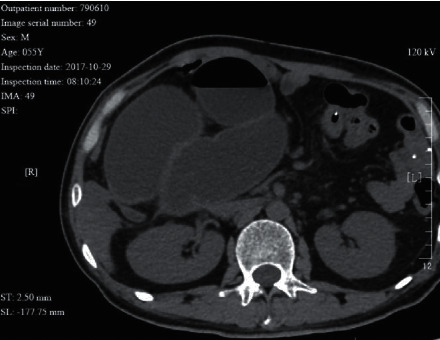 Outpatient number: 790610
Image serial number: 49
Sex: M
Age: 055Y
Inspection date: 2017-10-29
Inspection time: 08:10:24
IMA: 49
SPI:
120 kV
[R]
[L]
12
ST: 2.50 mm
SL: -177.75 mm